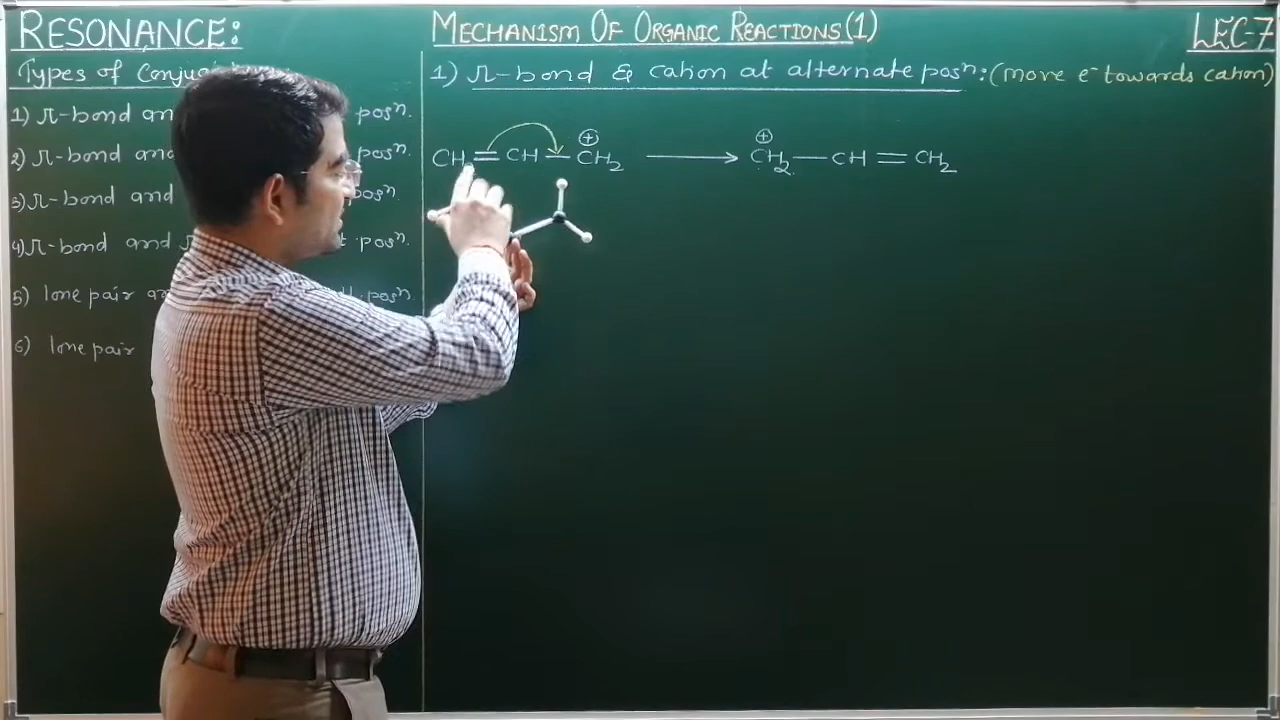 RESONANCE:
Types of Conju
1) π-bond an posⁿ.
2) π-bond and posⁿ.
3) π-bond and posⁿ.
4) π-bond and posⁿ.
5) lone pair posⁿ
6) lone pair
MECHANISM OF ORGANIC REACTIONS(1)
LEC-7
1) π-bond & cation at alternate posⁿ:(move e⁻ towards cation)
CH = CH – CH₂ ⊕ ⟶ ⊕ CH₂ — CH = CH₂